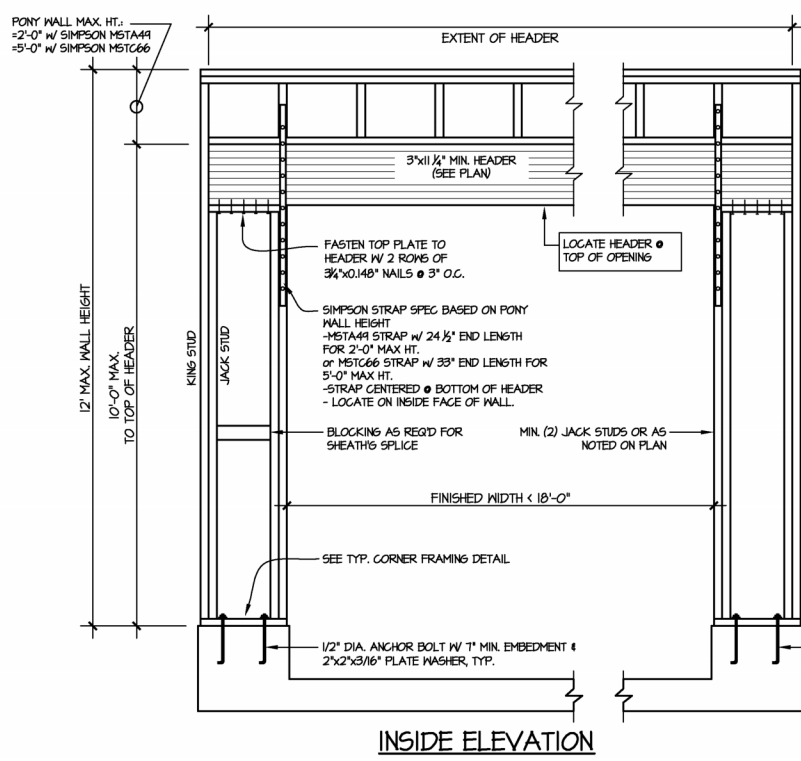 PONY WALL MAX. HT.:
=2'-0" W/ SIMPSON MSTA49
=5'-0" W/ SIMPSON MSTC66
EXTENT OF HEADER
3"x11 1/4" MIN. HEADER
(SEE PLAN)
FASTEN TOP PLATE TO
HEADER W/ 2 ROWS OF
3 1/4"x0.148" NAILS @ 3" O.C.
LOCATE HEADER @
TOP OF OPENING
SIMPSON STRAP SPEC BASED ON PONY
WALL HEIGHT
-MSTA49 STRAP w/ 24 1/2" END LENGTH
FOR 2'-0" MAX HT.
or MSTC66 STRAP w/ 33" END LENGTH FOR
5'-0" MAX HT.
-STRAP CENTERED @ BOTTOM OF HEADER
- LOCATE ON INSIDE FACE OF WALL.
12' MAX. WALL HEIGHT
10'-0" MAX.
TO TOP OF HEADER
KING STUD
JACK STUD
BLOCKING AS REQ'D FOR
SHEATH'G SPLICE
MIN. (2) JACK STUDS OR AS
NOTED ON PLAN
FINISHED WIDTH < 18'-0"
SEE TYP. CORNER FRAMING DETAIL
1/2" DIA. ANCHOR BOLT W/ 7" MIN. EMBEDMENT &
2"x2"x3/16" PLATE WASHER, TYP.
INSIDE ELEVATION